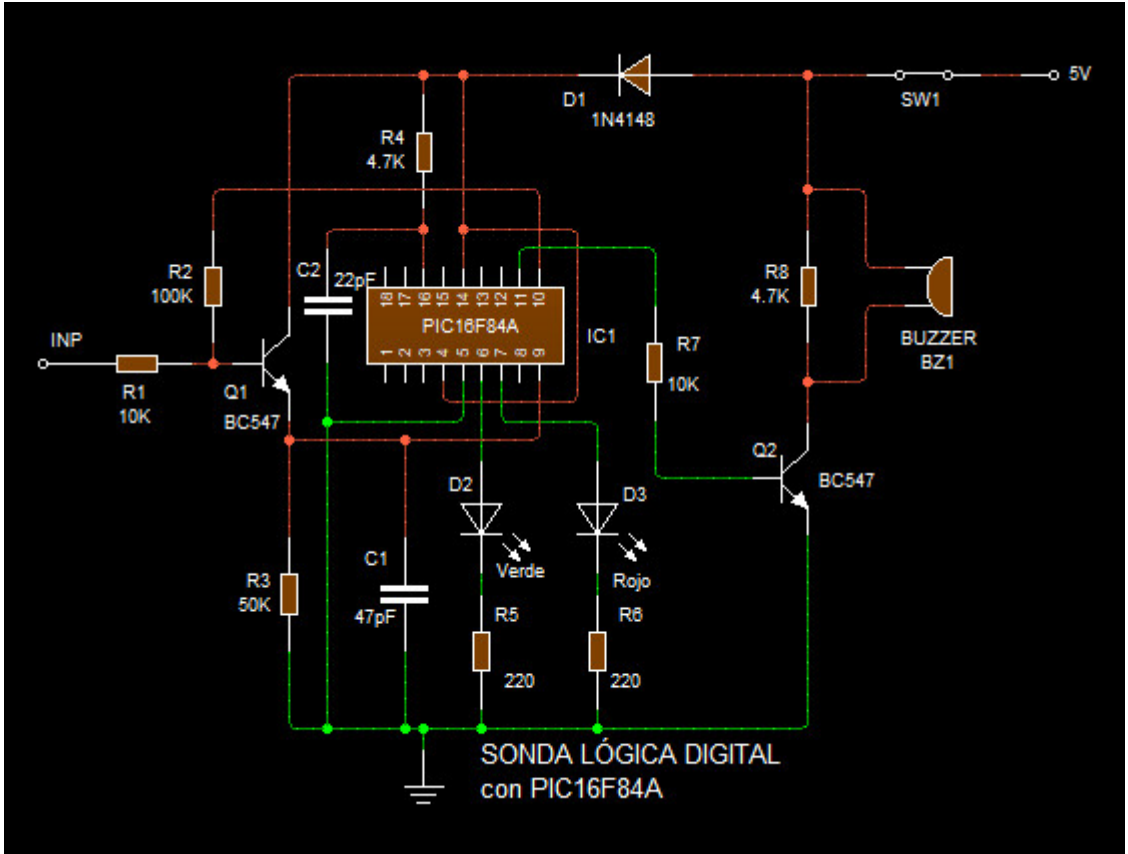 5V
D1
1N4148
SW1
R4
4.7K
R2
100K
C2
22pF
18 17 16 15 14 13 12 11 10
PIC16F84A
IC1
1 2 3 4 5 6 7 8 9
R8
4.7K
BUZZER
BZ1
INP
R1
10K
Q1
BC547
R7
10K
Q2
BC547
D2
Verde
D3
Rojo
C1
47pF
R3
50K
R5
220
R6
220
SONDA LÓGICA DIGITAL
con PIC16F84A